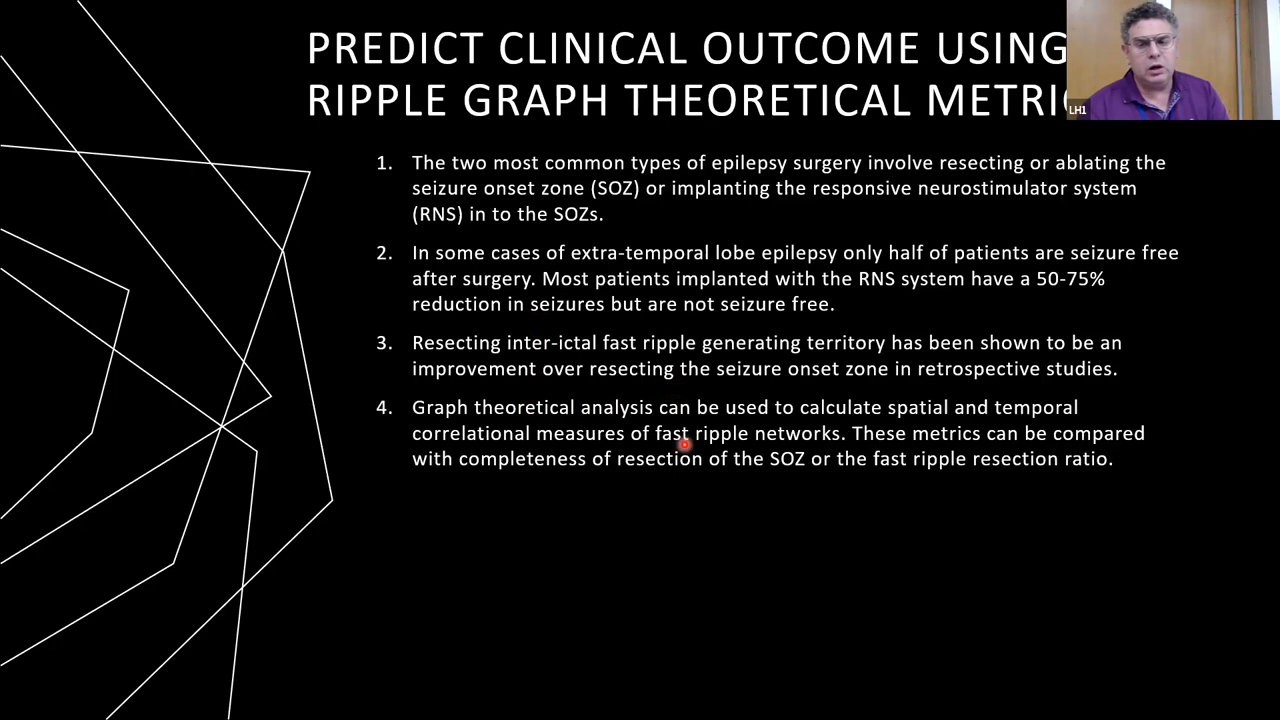 PREDICT CLINICAL OUTCOME USING
RIPPLE GRAPH THEORETICAL
LH1
1. The two most common types of epilepsy surgery involve resecting or ablating the
seizure onset zone (SOZ) or implanting the responsive neurostimulator system
(RNS) in to the SOZs.
2. In some cases of extra-temporal lobe epilepsy only half of patients are seizure free
after surgery. Most patients implanted with the RNS system have a 50-75%
reduction in seizures but are not seizure free.
3. Resecting inter-ictal fast ripple generating territory has been shown to be an
improvement over resecting the seizure onset zone in retrospective studies.
4. Graph theoretical analysis can be used to calculate spatial and temporal
correlational measures of fast ripple networks. These metrics can be compared
with completeness of resection of the SOZ or the fast ripple resection ratio.